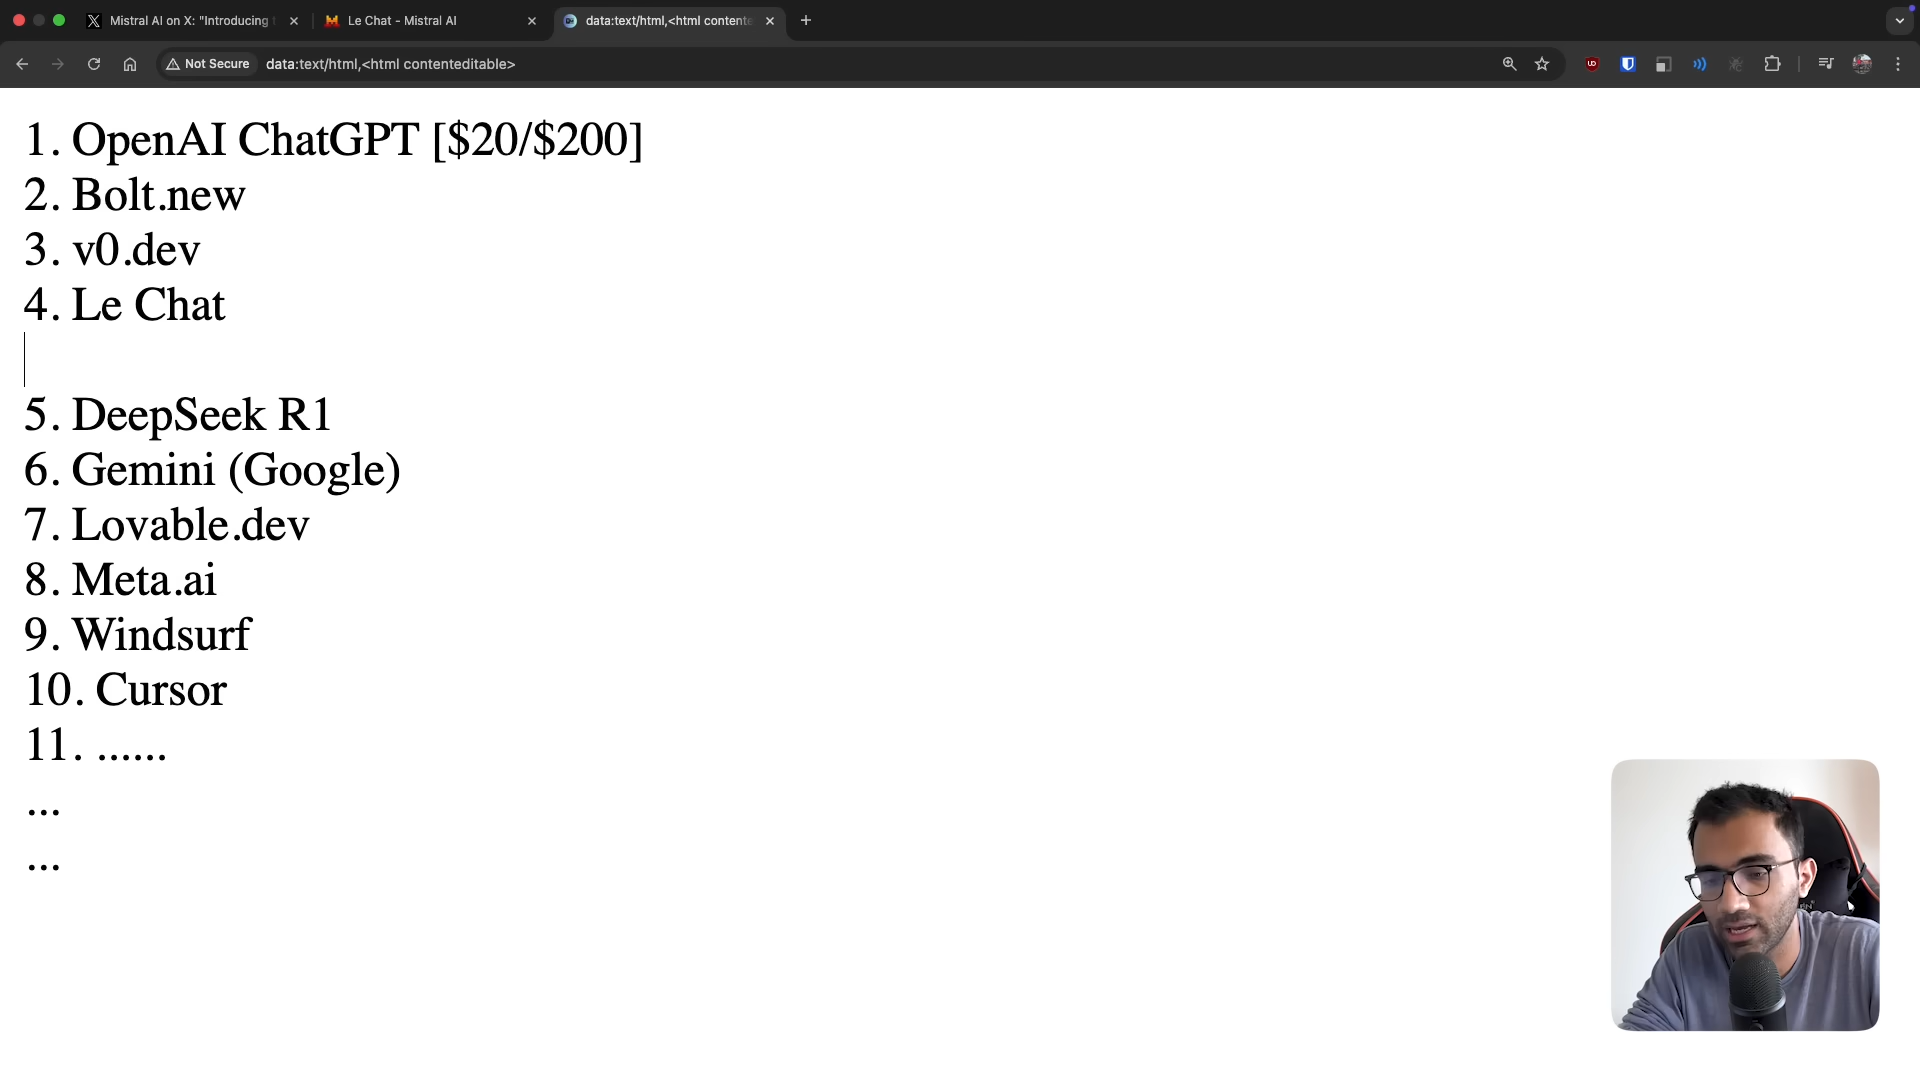 Mistral AI on X: "Introducing t
Le Chat - Mistral AI
data:text/html,<html contente
Not Secure
data:text/html,<html contenteditable>
1. OpenAI ChatGPT [$20/$200]
2. Bolt.new
3. v0.dev
4. Le Chat
5. DeepSeek R1
6. Gemini (Google)
7. Lovable.dev
8. Meta.ai
9. Windsurf
10. Cursor
11. ......
...
...